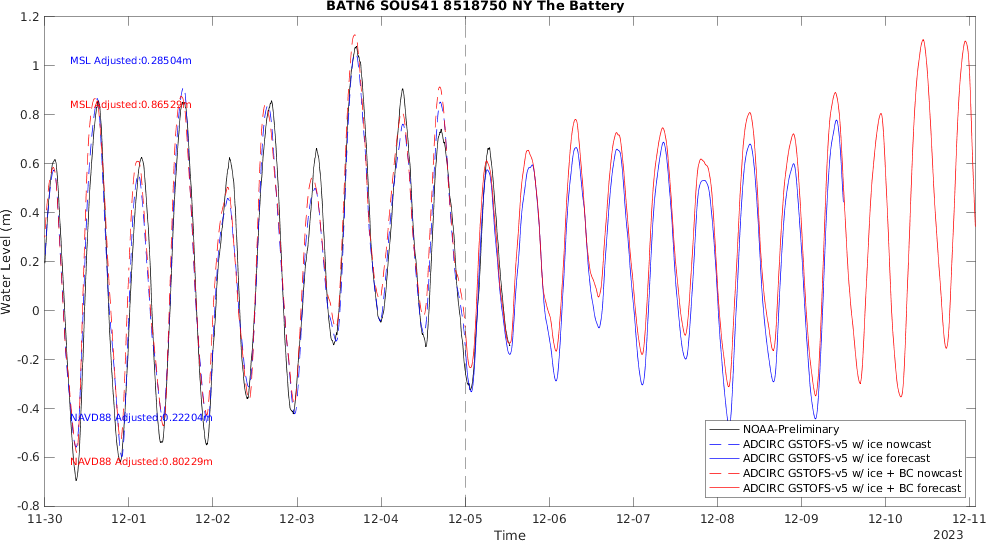 BATN6 SOUS41 8518750 NY The Battery
1.2
1
0.8
0.6
0.4
0.2
0
-0.2
-0.4
-0.6
-0.8
Water Level (m)
MSL Adjusted:0.28504m
MSL Adjusted:0.86529m
NAVD88 Adjusted:0.22204m
NAVD88 Adjusted:0.80229m
NOAA-Preliminary
ADCIRC GSTOFS-v5 w/ ice nowcast
ADCIRC GSTOFS-v5 w/ ice forecast
ADCIRC GSTOFS-v5 w/ ice + BC nowcast
ADCIRC GSTOFS-v5 w/ ice + BC forecast
11-30 12-01 12-02 12-03 12-04 12-05 12-06 12-07 12-08 12-09 12-10 12-11
Time
2023